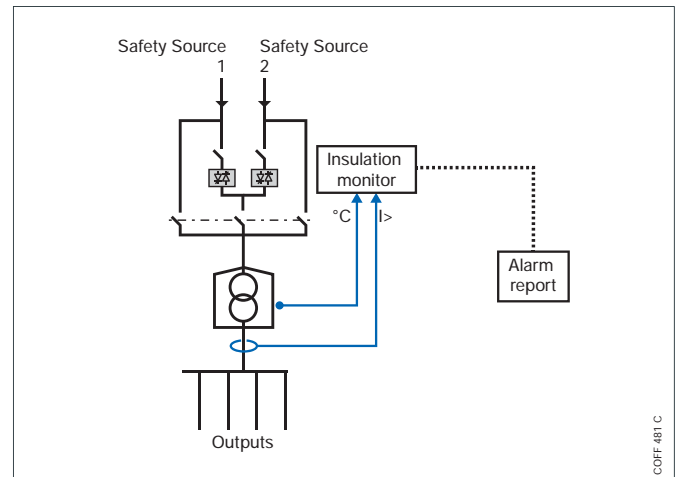 Safety Source
1
Safety Source
2
Insulation
monitor
°C
I>
Alarm
report
Outputs
COFF 481 C